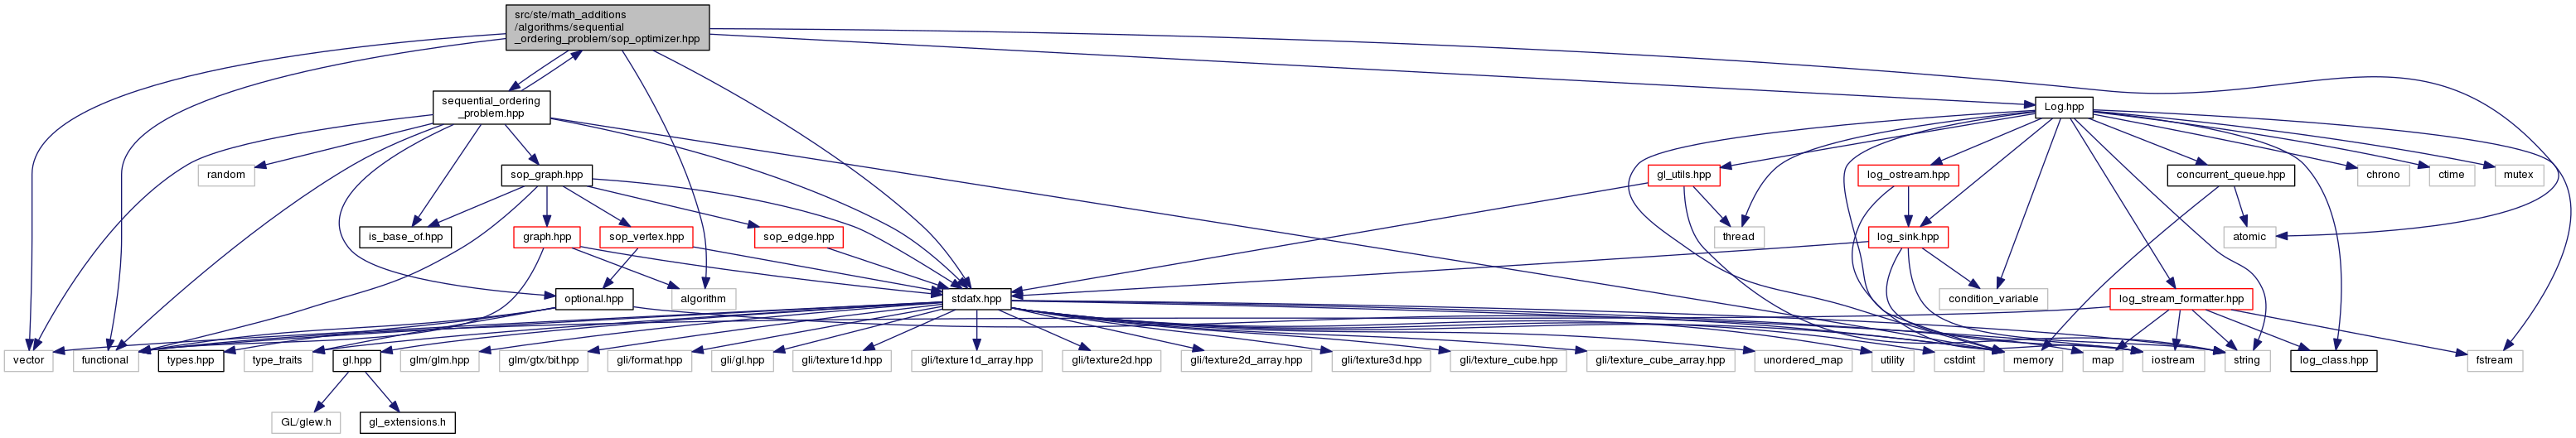 src/ste/math_additions
/algorithms/sequential
_ordering_problem/sop_optimizer.hpp
sequential_ordering
_problem.hpp
Log.hpp
random
sop_graph.hpp
gl_utils.hpp
log_ostream.hpp
concurrent_queue.hpp
chrono
ctime
mutex
is_base_of.hpp
graph.hpp
sop_vertex.hpp
sop_edge.hpp
thread
log_sink.hpp
atomic
optional.hpp
algorithm
stdafx.hpp
condition_variable
log_stream_formatter.hpp
vector
functional
types.hpp
type_traits
gl.hpp
glm/glm.hpp
glm/gtx/bit.hpp
gli/format.hpp
gli/gl.hpp
gli/texture1d.hpp
gli/texture1d_array.hpp
gli/texture2d.hpp
gli/texture2d_array.hpp
gli/texture3d.hpp
gli/texture_cube.hpp
gli/texture_cube_array.hpp
unordered_map
utility
cstdint
memory
map
iostream
string
log_class.hpp
fstream
GL/glew.h
gl_extensions.h